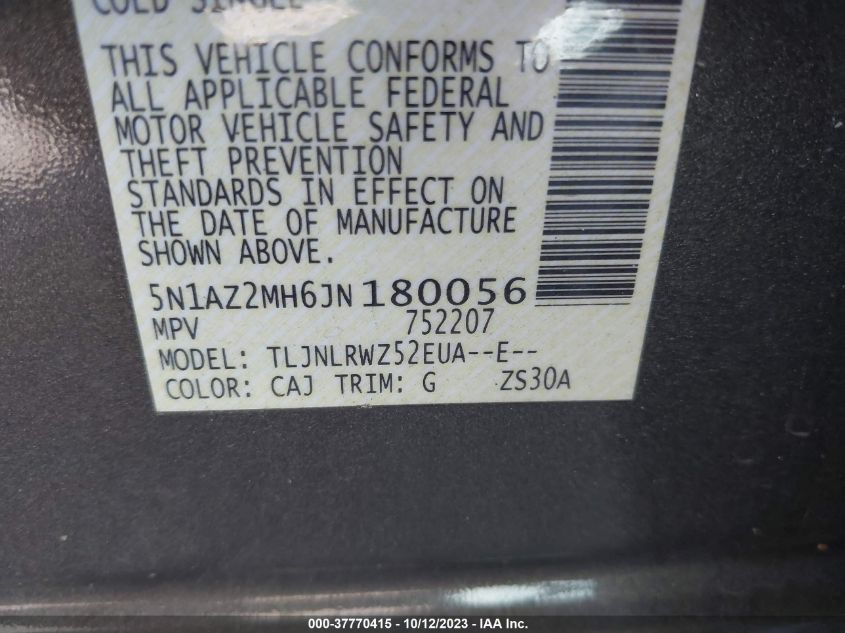 COLD SINGLE
THIS VEHICLE CONFORMS TO
ALL APPLICABLE FEDERAL
MOTOR VEHICLE SAFETY AND
THEFT PREVENTION
STANDARDS IN EFFECT ON
THE DATE OF MANUFACTURE
SHOWN ABOVE.
5N1AZ2MH6JN180056
MPV 752207
MODEL: TLJNLRWZ52EUA--E--
COLOR: CAJ TRIM: G ZS30A
000-37770415 - 10/12/2023 - IAA Inc.